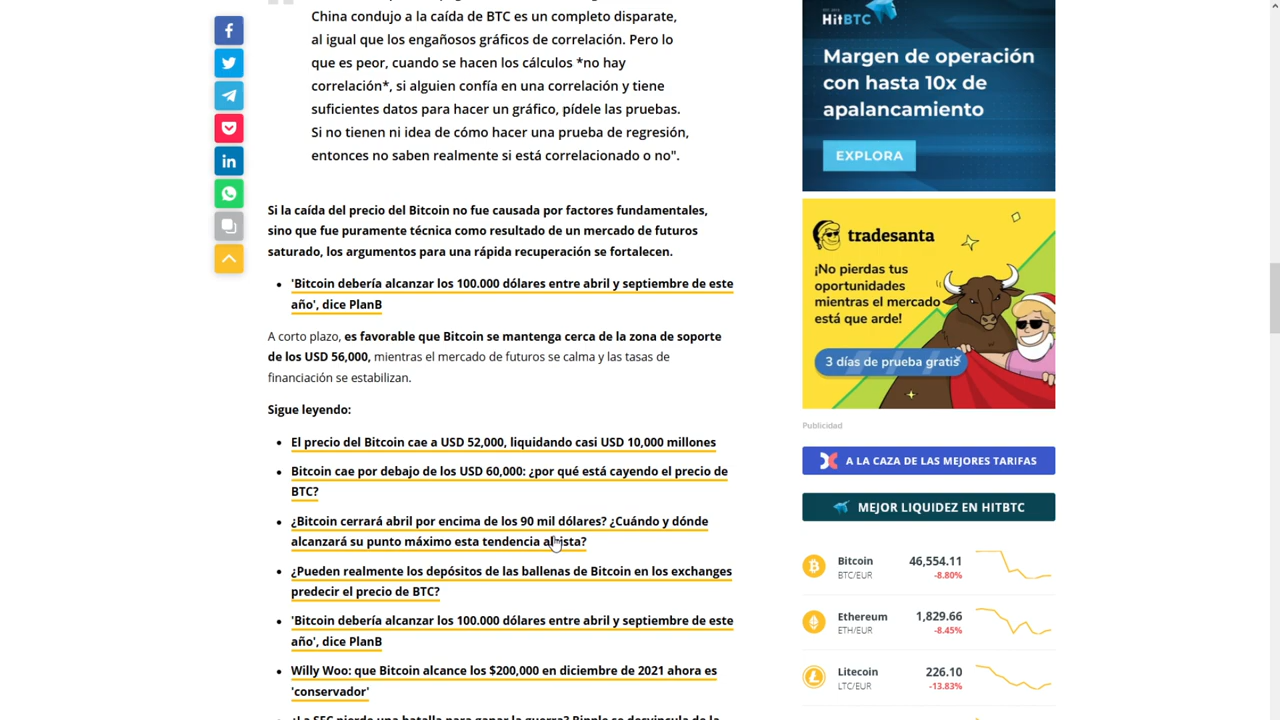 China condujo a la caída de BTC es un completo disparate,
al igual que los engañosos gráficos de correlación. Pero lo
que es peor, cuando se hacen los cálculos *no hay
correlación*, si alguien confía en una correlación y tiene
suficientes datos para hacer un gráfico, pídele las pruebas.
Si no tienen ni idea de cómo hacer una prueba de regresión,
entonces no saben realmente si está correlacionado o no".
Si la caída del precio del Bitcoin no fue causada por factores fundamentales,
sino que fue puramente técnica como resultado de un mercado de futuros
saturado, los argumentos para una rápida recuperación se fortalecen.
'Bitcoin debería alcanzar los 100.000 dólares entre abril y septiembre de este
año', dice PlanB
A corto plazo, es favorable que Bitcoin se mantenga cerca de la zona de soporte
de los USD 56,000, mientras el mercado de futuros se calma y las tasas de
financiación se estabilizan.
Sigue leyendo:
El precio del Bitcoin cae a USD 52,000, liquidando casi USD 10,000 millones
Bitcoin cae por debajo de los USD 60,000: ¿por qué está cayendo el precio de
BTC?
¿Bitcoin cerrará abril por encima de los 90 mil dólares? ¿Cuándo y dónde
alcanzará su punto máximo esta tendencia alcista?
¿Pueden realmente los depósitos de las ballenas de Bitcoin en los exchanges
predecir el precio de BTC?
'Bitcoin debería alcanzar los 100.000 dólares entre abril y septiembre de este
año', dice PlanB
Willy Woo: que Bitcoin alcance los $200,000 en diciembre de 2021 ahora es
'conservador'
¿La SEC pierde una batalla para ganar la guerra? Ripple se desvincula de la
HitBTC
Margen de operación
con hasta 10x de
apalancamiento
EXPLORA
tradesanta
¡No pierdas tus
oportunidades
mientras el mercado
está que arde!
3 días de prueba gratis
Publicidad
A LA CAZA DE LAS MEJORES TARIFAS
MEJOR LIQUIDEZ EN HITBTC
Bitcoin 46,554.11
BTC/EUR -8.80%
Ethereum 1,829.66
ETH/EUR -8.45%
Litecoin 226.10
LTC/EUR -13.83%